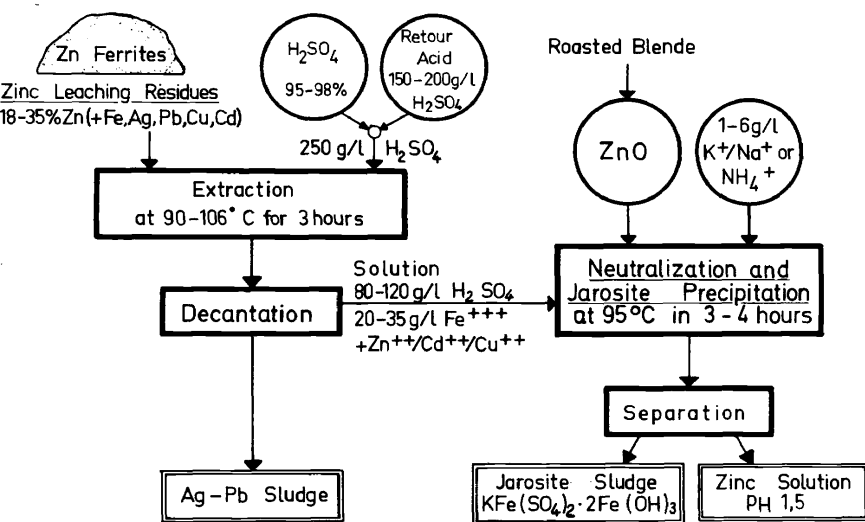 Zn Ferrites
Zinc Leaching Residues
18-35%Zn(+Fe,Ag,Pb,Cu,Cd)
H₂SO₄
95-98%
Retour
Acid
150-200g/l
H₂SO₄
250 g/l H₂SO₄
Extraction
at 90-106°C for 3 hours
Decantation
Solution
80-120 g/l H₂SO₄
20-35 g/l Fe+++
+Zn++/Cd++/Cu++
Ag-Pb Sludge
Roasted Blende
ZnO
1-6g/l
K+/Na+ or
NH₄+
Neutralization and
Jarosite Precipitation
at 95°C in 3-4 hours
Separation
Jarosite Sludge
KFe(SO₄)₂·2Fe(OH)₃
Zinc Solution
PH 1,5